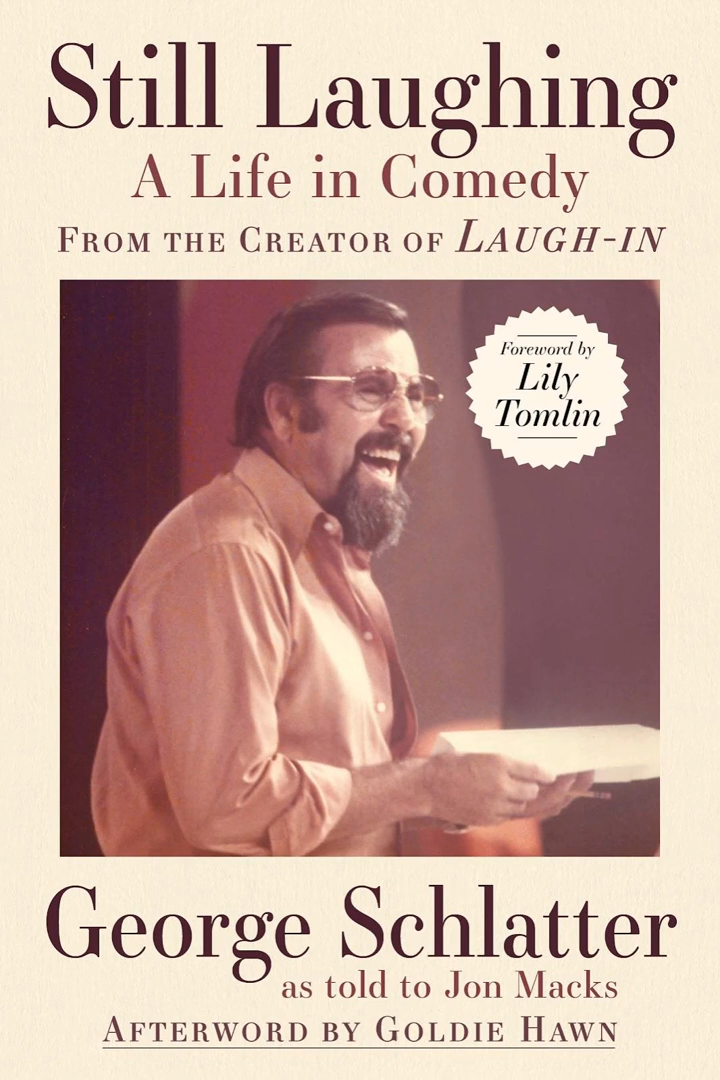 Still Laughing
A Life in Comedy
FROM THE CREATOR OF LAUGH-IN
Foreword by
Lily
Tomlin
George Schlatter
as told to Jon Macks
AFTERWORD BY GOLDIE HAWN